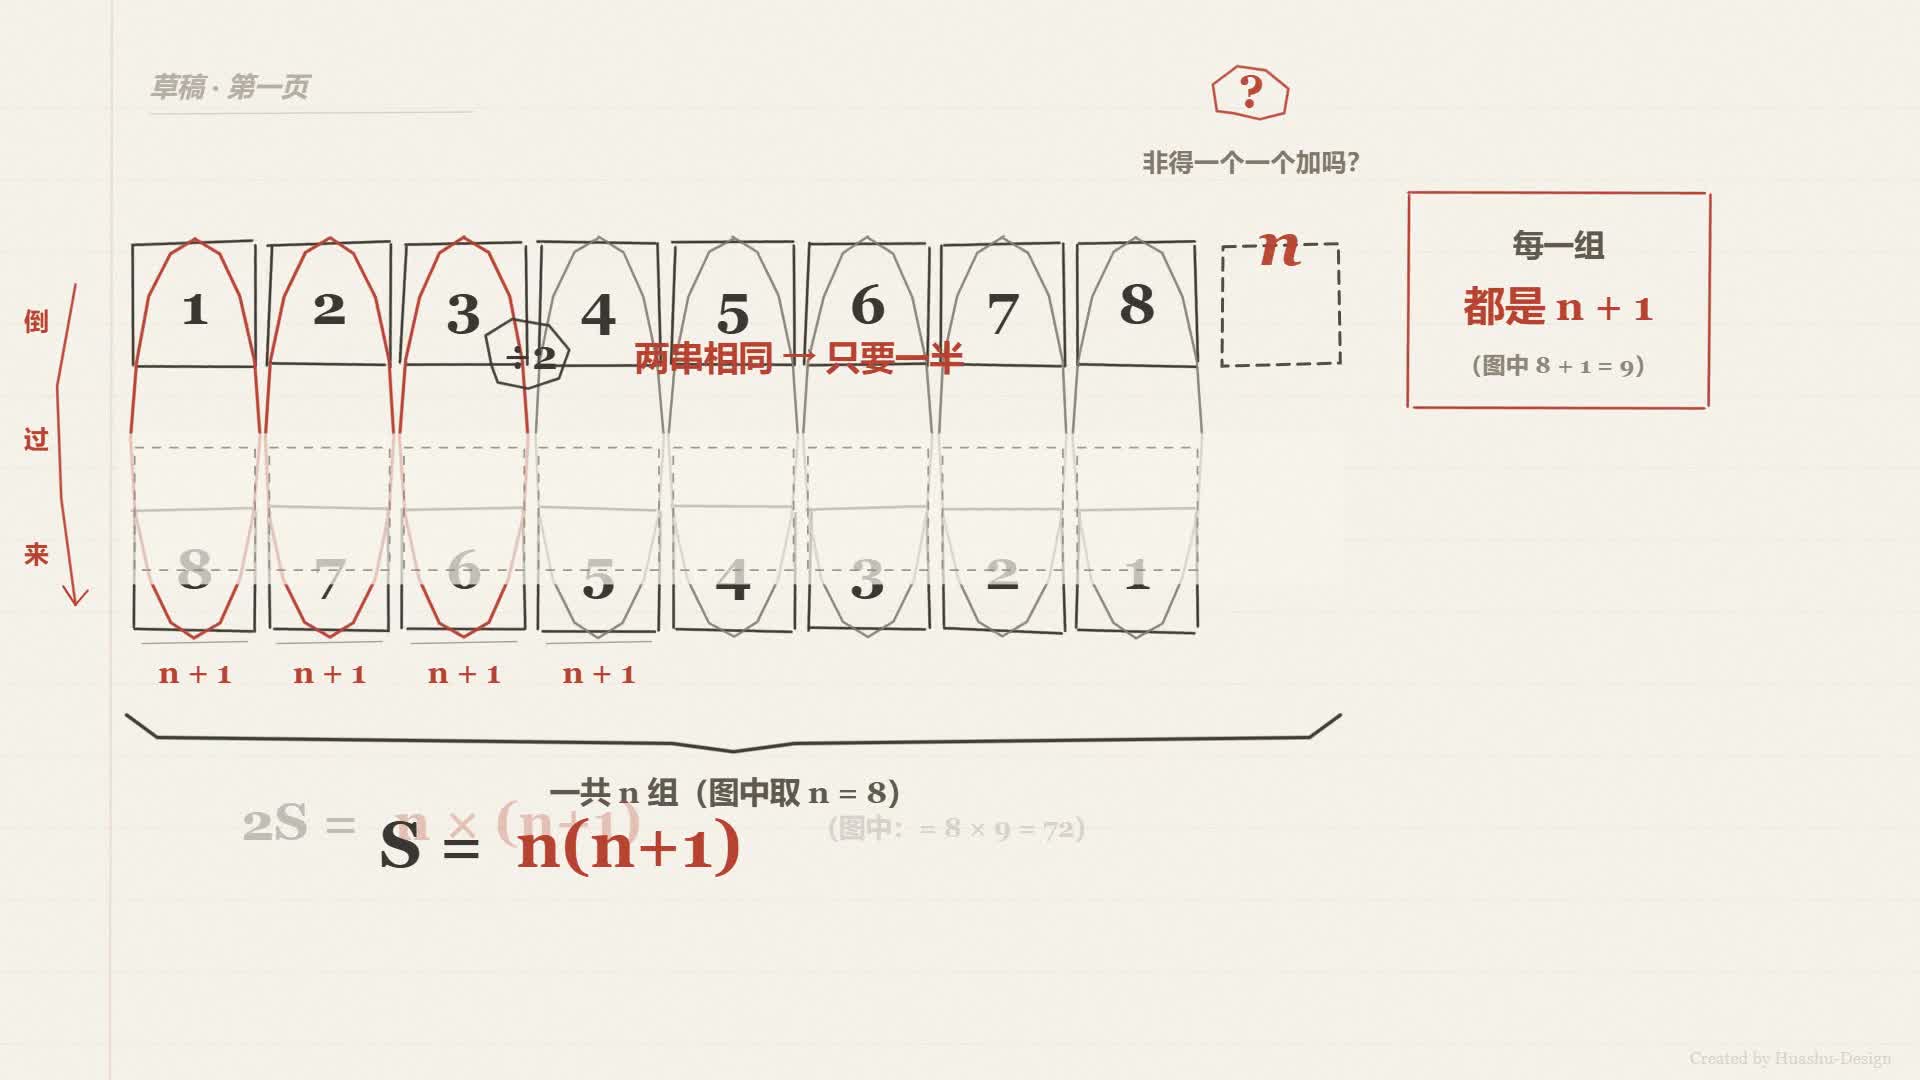 草稿 · 第一页
?
非得一个一个加吗?
n
1 2 3 4 5 6 7 8
÷2
两串相同 → 只要一半
每一组
都是 n + 1
(图中 8 + 1 = 9)
倒
过
来
8 7 6 5 4 3 2 1
n + 1 n + 1 n + 1 n + 1
一共 n 组(图中取 n = 8)
2S = n × (n+1)
(图中: = 8 × 9 = 72)
S = n(n+1)
Created by Huashu-Design